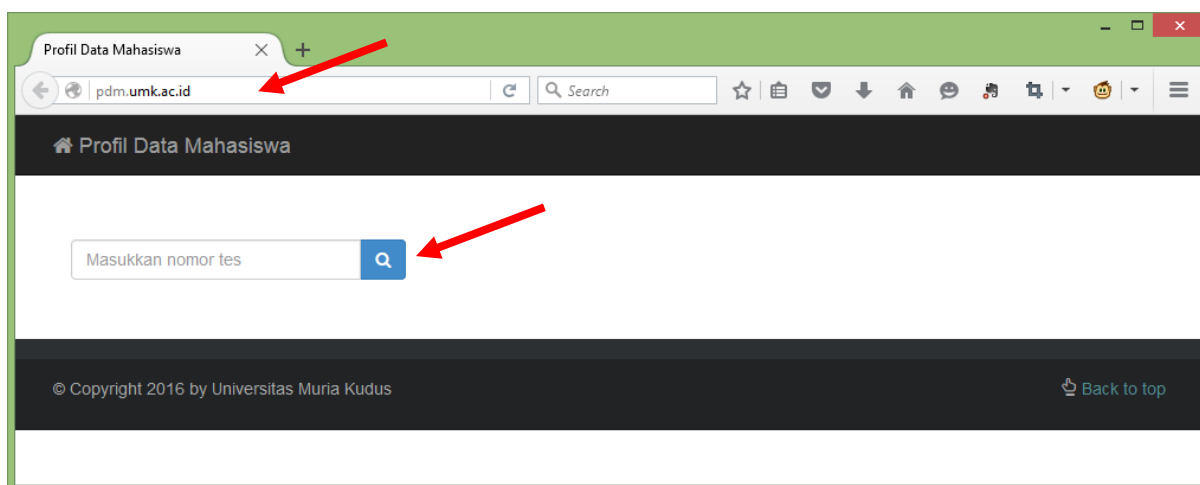 Profil Data Mahasiswa
pdm.umk.ac.id
Search
Profil Data Mahasiswa
Masukkan nomor tes
© Copyright 2016 by Universitas Muria Kudus
Back to top